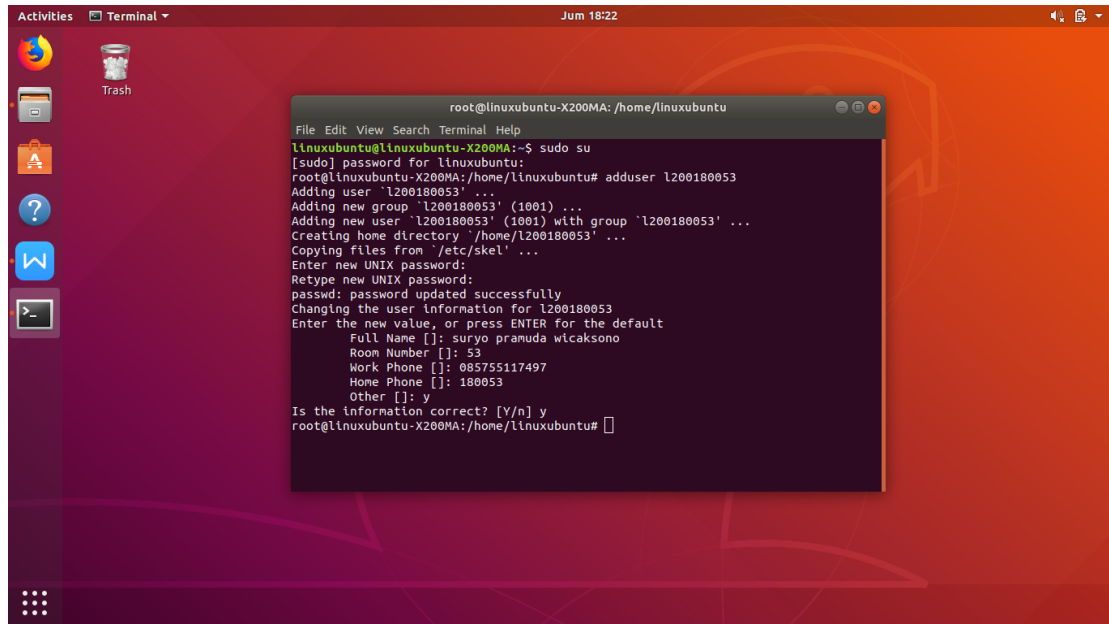 Activities Terminal Jum 18:22
Trash
root@linuxubuntu-X200MA: /home/linuxubuntu
File Edit View Search Terminal Help
linuxubuntu@linuxubuntu-X200MA:~$ sudo su
[sudo] password for linuxubuntu:
root@linuxubuntu-X200MA:/home/linuxubuntu# adduser l200180053
Adding user `l200180053' ...
Adding new group `l200180053' (1001) ...
Adding new user `l200180053' (1001) with group `l200180053' ...
Creating home directory `/home/l200180053' ...
Copying files from `/etc/skel' ...
Enter new UNIX password:
Retype new UNIX password:
passwd: password updated successfully
Changing the user information for l200180053
Enter the new value, or press ENTER for the default
Full Name []: suryo pramuda wicaksono
Room Number []: 53
Work Phone []: 085755117497
Home Phone []: 180053
Other []: y
Is the information correct? [Y/n] y
root@linuxubuntu-X200MA:/home/linuxubuntu#